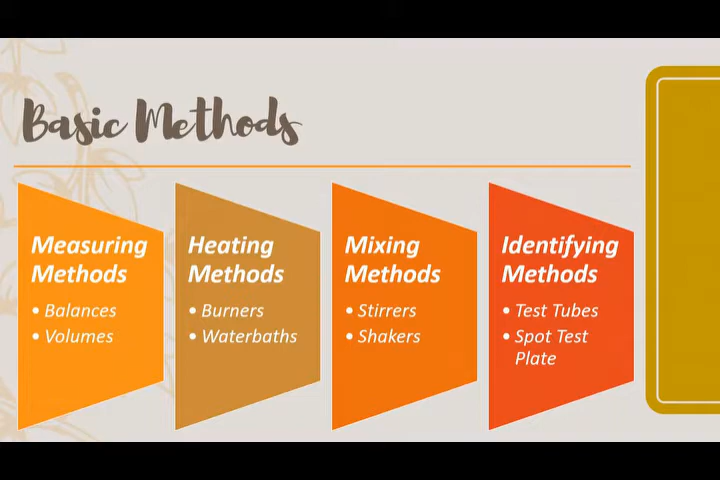 Basic Methods
Measuring
Methods
• Balances
• Volumes
Heating
Methods
• Burners
• Waterbaths
Mixing
Methods
• Stirrers
• Shakers
Identifying
Methods
• Test Tubes
• Spot Test
Plate